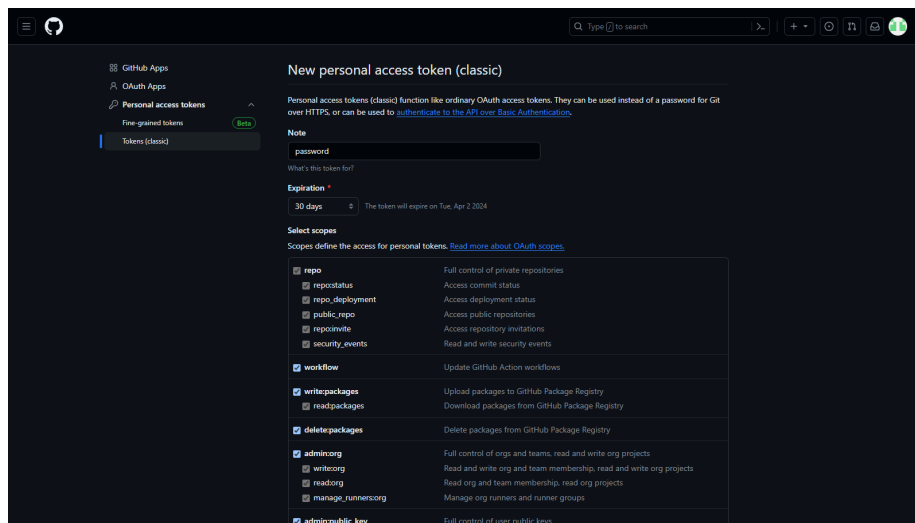 Type / to search
GitHub Apps
OAuth Apps
Personal access tokens
Fine-grained tokens Beta
Tokens (classic)
New personal access token (classic)
Personal access tokens (classic) function like ordinary OAuth access tokens. They can be used instead of a password for Git
over HTTPS, or can be used to authenticate to the API over Basic Authentication.
Note
password
What's this token for?
Expiration *
30 days The token will expire on Tue, Apr 2 2024
Select scopes
Scopes define the access for personal tokens. Read more about OAuth scopes.
repo Full control of private repositories
repo:status Access commit status
repo_deployment Access deployment status
public_repo Access public repositories
repo:invite Access repository invitations
security_events Read and write security events
workflow Update GitHub Action workflows
write:packages Upload packages to GitHub Package Registry
read:packages Download packages from GitHub Package Registry
delete:packages Delete packages from GitHub Package Registry
admin:org Full control of orgs and teams, read and write org projects
write:org Read and write org and team membership, read and write org projects
read:org Read org and team membership, read org projects
manage_runners:org Manage org runners and runner groups
admin:public_key Full control of user public keys